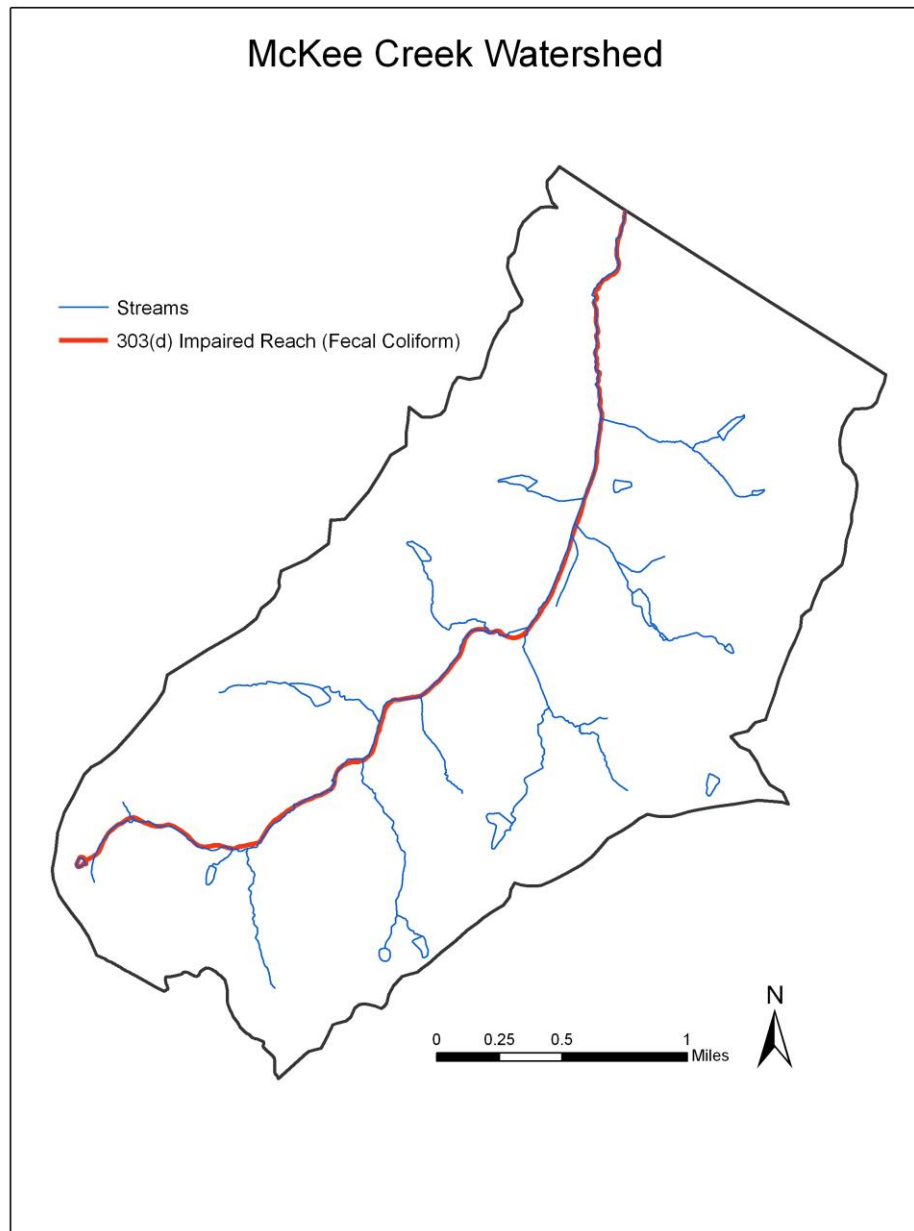 McKee Creek Watershed
Streams
303(d) Impaired Reach (Fecal Coliform)
N
0 0.25 0.5 1
Miles